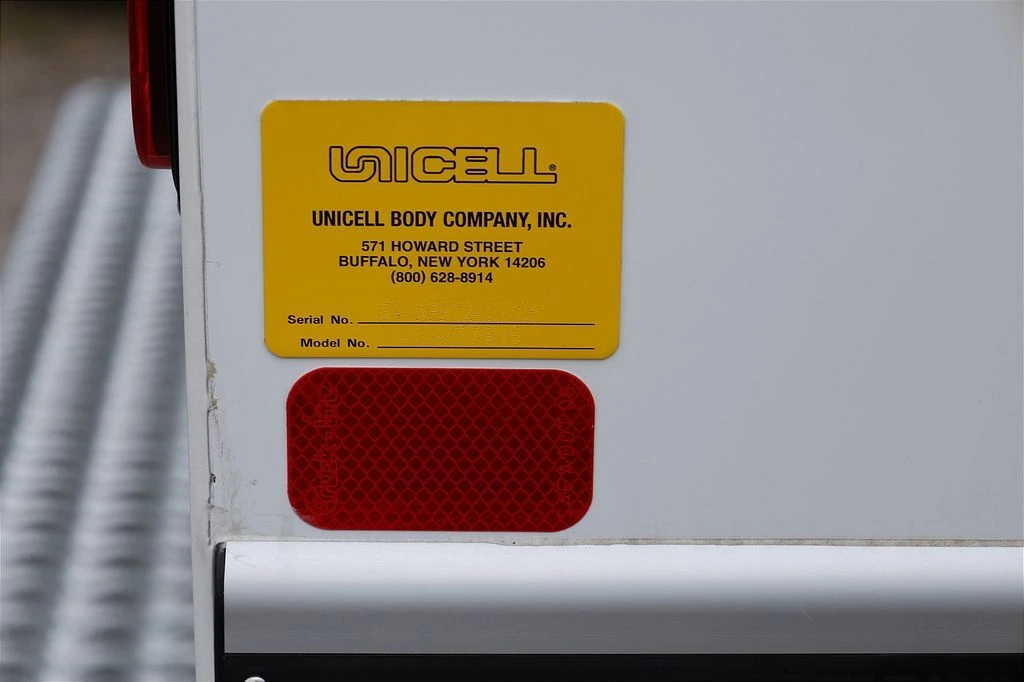 UNICELL®
UNICELL BODY COMPANY, INC.
571 HOWARD STREET
BUFFALO, NEW YORK 14206
(800) 628-8914
Serial No.
Model No.